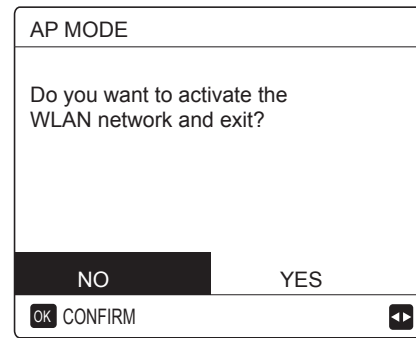 AP MODE
Do you want to activate the
WLAN network and exit?
NO YES
OK CONFIRM